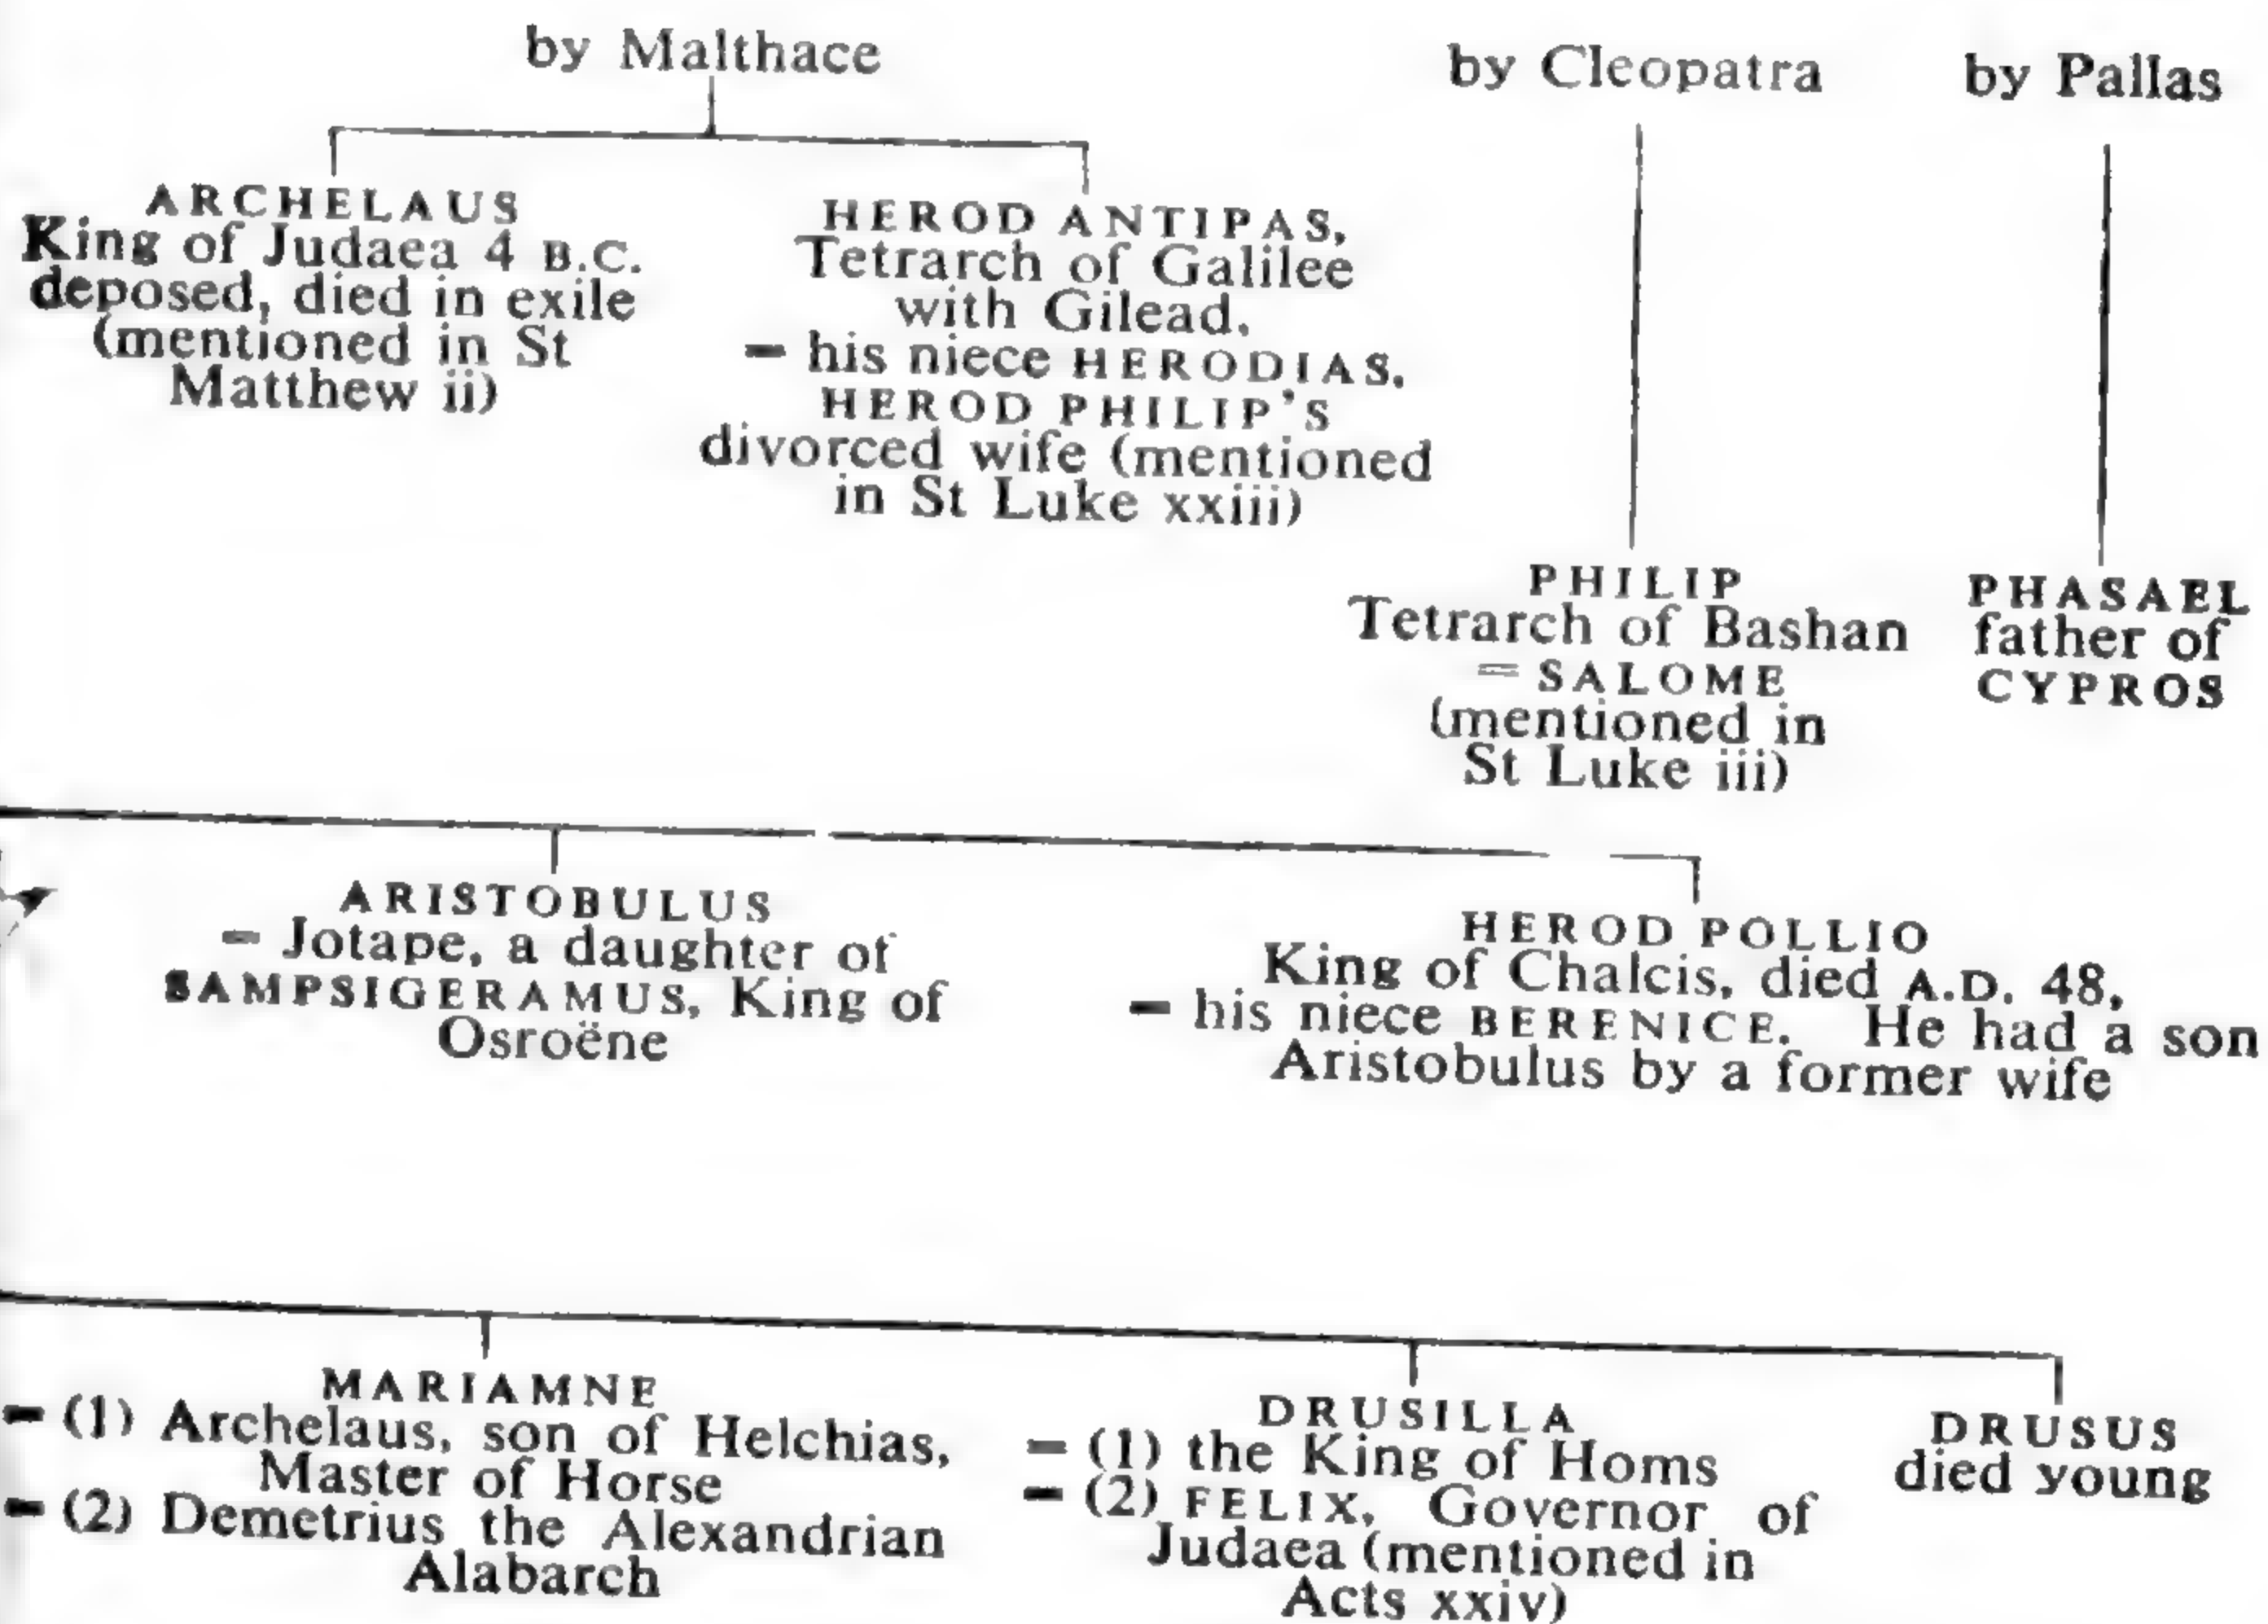 by Malthace
by Cleopatra
by Pallas
ARCHELAUS
King of Judaea 4 B.C.
deposed, died in exile
(mentioned in St
Matthew ii)
HEROD ANTIPAS,
Tetrarch of Galilee
with Gilead,
= his niece HERODIAS,
HEROD PHILIP'S
divorced wife (mentioned
in St Luke xxiii)
PHILIP
Tetrarch of Bashan
= SALOME
(mentioned in
St Luke iii)
PHASAEL
father of
CYPROS
ARISTOBULUS
= Jotape, a daughter of
SAMPSIGERAMUS, King of
Osroëne
HEROD POLLIO
King of Chalcis, died A.D. 48,
= his niece BERENICE. He had a son
Aristobulus by a former wife
MARIAMNE
= (1) Archelaus, son of Helchias,
Master of Horse
= (2) Demetrius the Alexandrian
Alabarch
DRUSILLA
= (1) the King of Homs
= (2) FELIX, Governor of
Judaea (mentioned in
Acts xxiv)
DRUSUS
died young